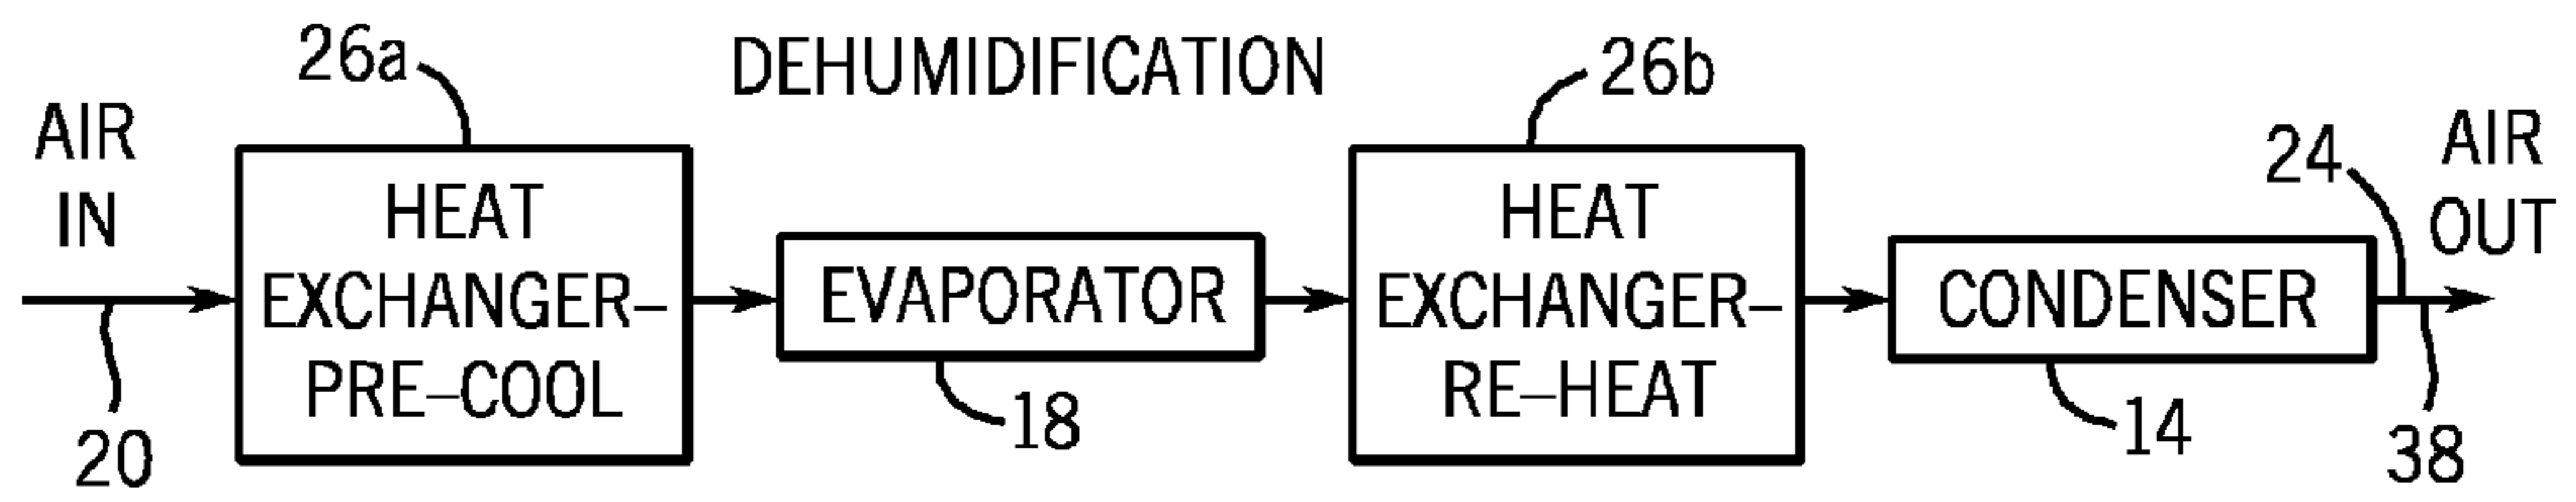 26a
DEHUMIDIFICATION
26b
AIR
IN
24
AIR
OUT
HEAT
EXCHANGER–
PRE–COOL
EVAPORATOR
HEAT
EXCHANGER–
RE–HEAT
CONDENSER
20
18
14
38